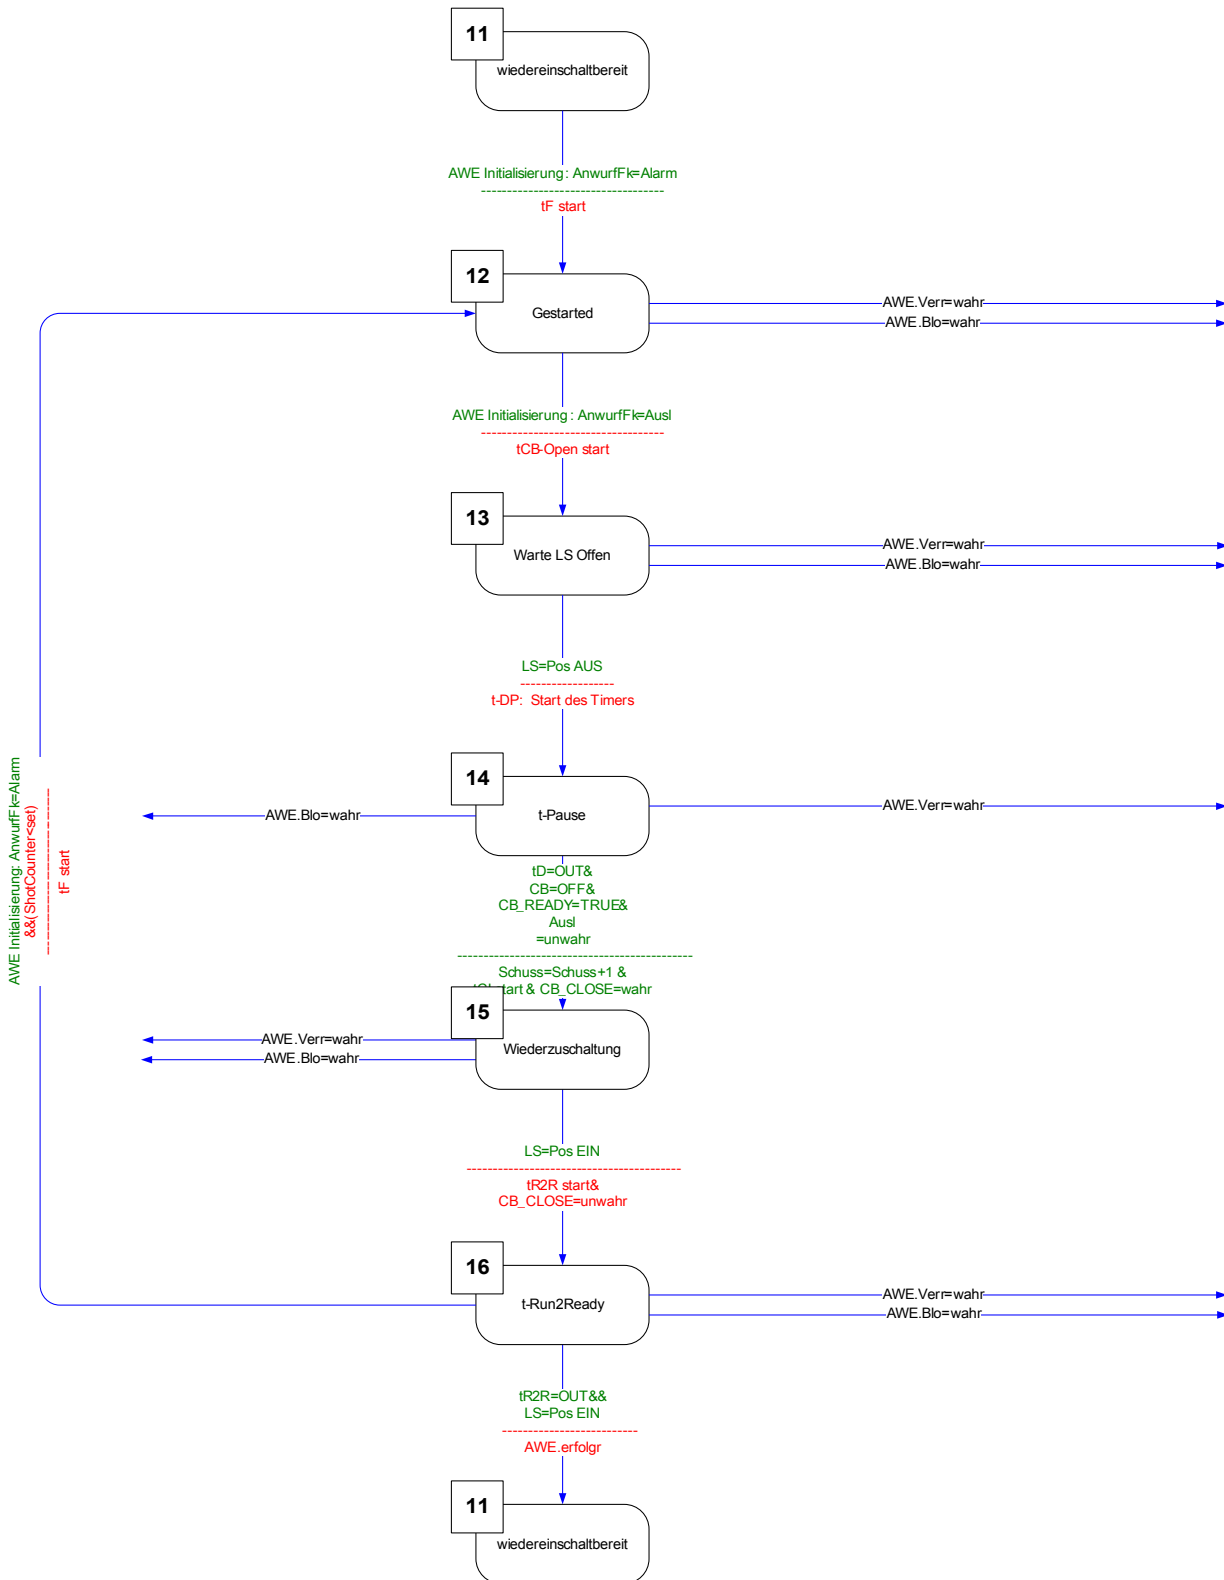 11
wiedereinschaltbereit
AWE Initialisierung: AnwurfFk=Alarm
tF start
12
Gestarted
AWE.Verr=wahr
AWE.Blo=wahr
AWE Initialisierung: AnwurfFk=Ausl
tCB-Open start
13
Warte LS Offen
AWE.Verr=wahr
AWE.Blo=wahr
LS=Pos AUS
t-DP: Start des Timers
14
t-Pause
AWE.Blo=wahr
AWE.Verr=wahr
AWE Initialisierung: AnwurfFk=Alarm
&&(ShotCounter<set)
tF start
tD=OUT&
CB=OFF&
CB_READY=TRUE&
Ausl
=unwahr
Schuss=Schuss+1 &
start & CB_CLOSE=wahr
15
Wiederzuschaltung
AWE.Verr=wahr
AWE.Blo=wahr
LS=Pos EIN
tR2R start&
CB_CLOSE=unwahr
16
t-Run2Ready
AWE.Verr=wahr
AWE.Blo=wahr
tR2R=OUT&&
LS=Pos EIN
AWE.erfolgr
11
wiedereinschaltbereit